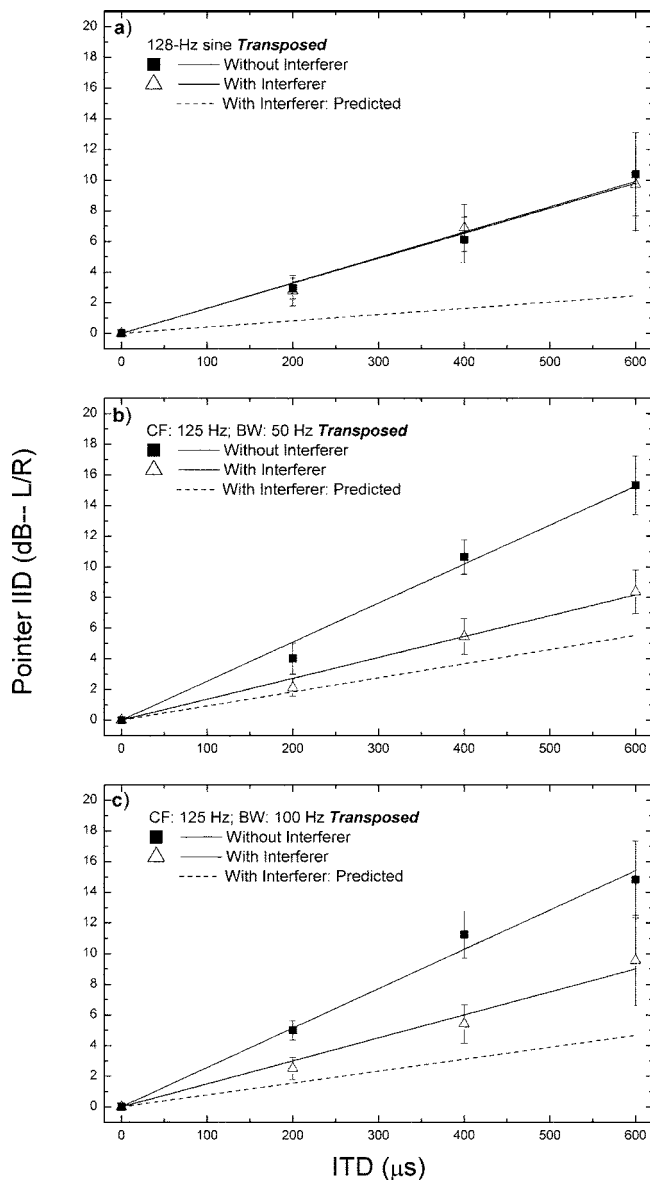 Pointer IID (dB-- L/R)
a)
128-Hz sine Transposed
Without Interferer
With Interferer
With Interferer: Predicted
20
18
16
14
12
10
8
6
4
2
0
0 100 200 300 400 500 600
b)
CF: 125 Hz; BW: 50 Hz Transposed
Without Interferer
With Interferer
With Interferer: Predicted
20
18
16
14
12
10
8
6
4
2
0
0 100 200 300 400 500 600
c)
CF: 125 Hz; BW: 100 Hz Transposed
Without Interferer
With Interferer
With Interferer: Predicted
20
18
16
14
12
10
8
6
4
2
0
0 100 200 300 400 500 600
ITD (μs)